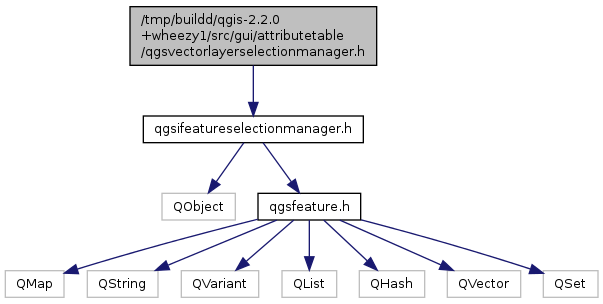 /tmp/buildd/qgis-2.2.0
+wheezy1/src/gui/attributetable
/qgsvectorlayerselectionmanager.h
qgsifeatureselectionmanager.h
QObject
qgsfeature.h
QMap
QString
QVariant
QList
QHash
QVector
QSet